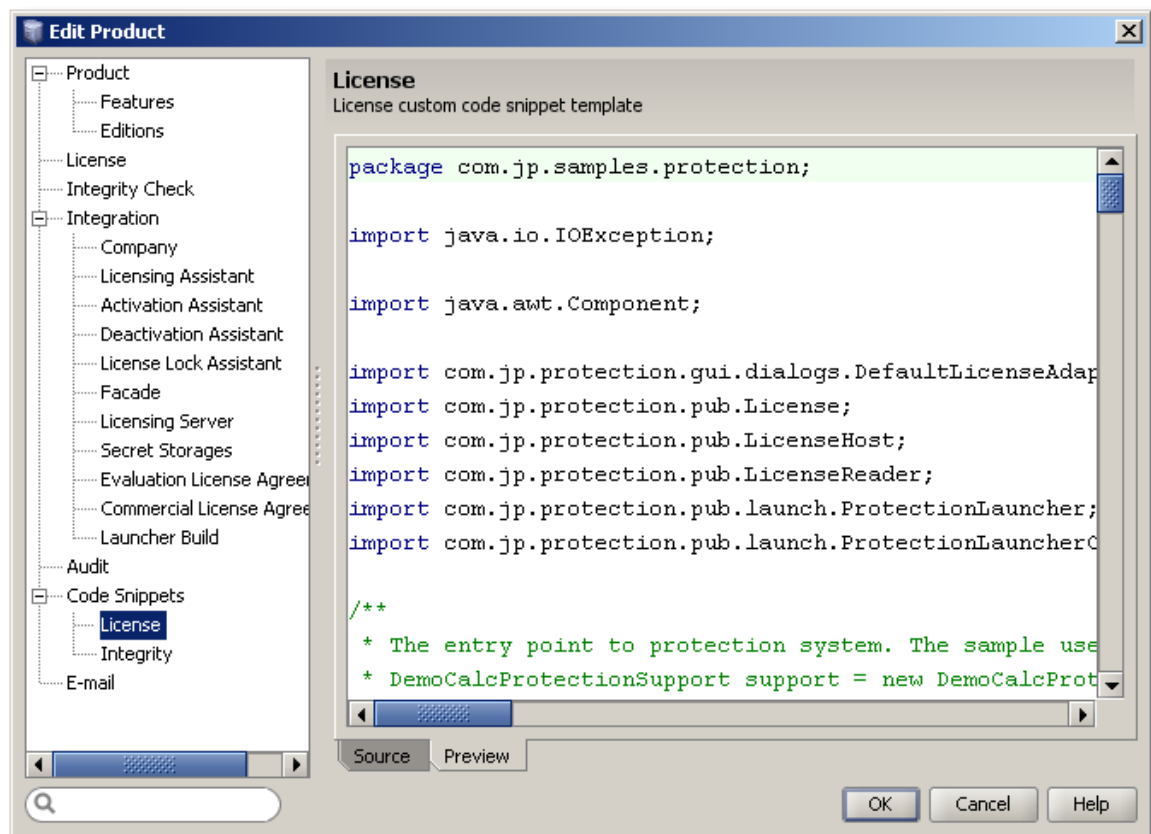 Edit Product
Product
Features
Editions
License
Integrity Check
Integration
Company
Licensing Assistant
Activation Assistant
Deactivation Assistant
License Lock Assistant
Facade
Licensing Server
Secret Storages
Evaluation License
Commercial License
Launcher Build
Audit
Code Snippets
License
Integrity
E-mail
License
License custom code snippet template
package com.jp.samples.protection;
import java.io.IOException;
import java.awt.Component;
import com.jp.protection.gui.dialogs.DefaultLicenseAdap
import com.jp.protection.pub.License;
import com.jp.protection.pub.LicenseHost;
import com.jp.protection.pub.LicenseReader;
import com.jp.protection.pub.launch.ProtectionLauncher;
import com.jp.protection.pub.launch.ProtectionLauncherC
/**
* The entry point to protection system. The sample use
* DemoCalcProtectionSupport support = new DemoCalcProt
Source Preview
OK Cancel Help